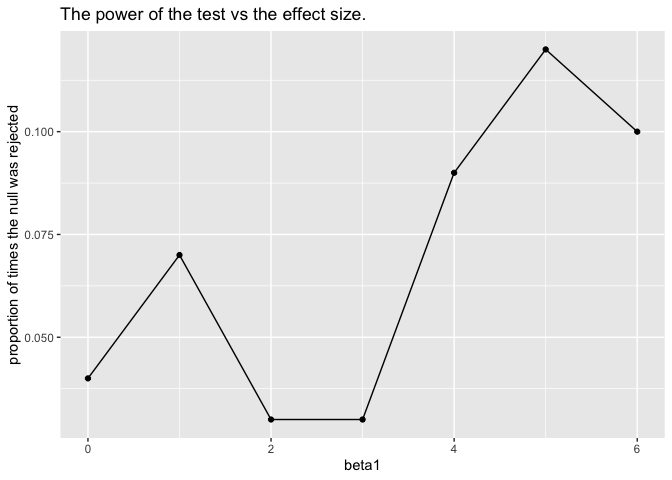 The power of the test vs the effect size.
proportion of times the null was rejected
0.100
0.075
0.050
0
2
4
6
beta1